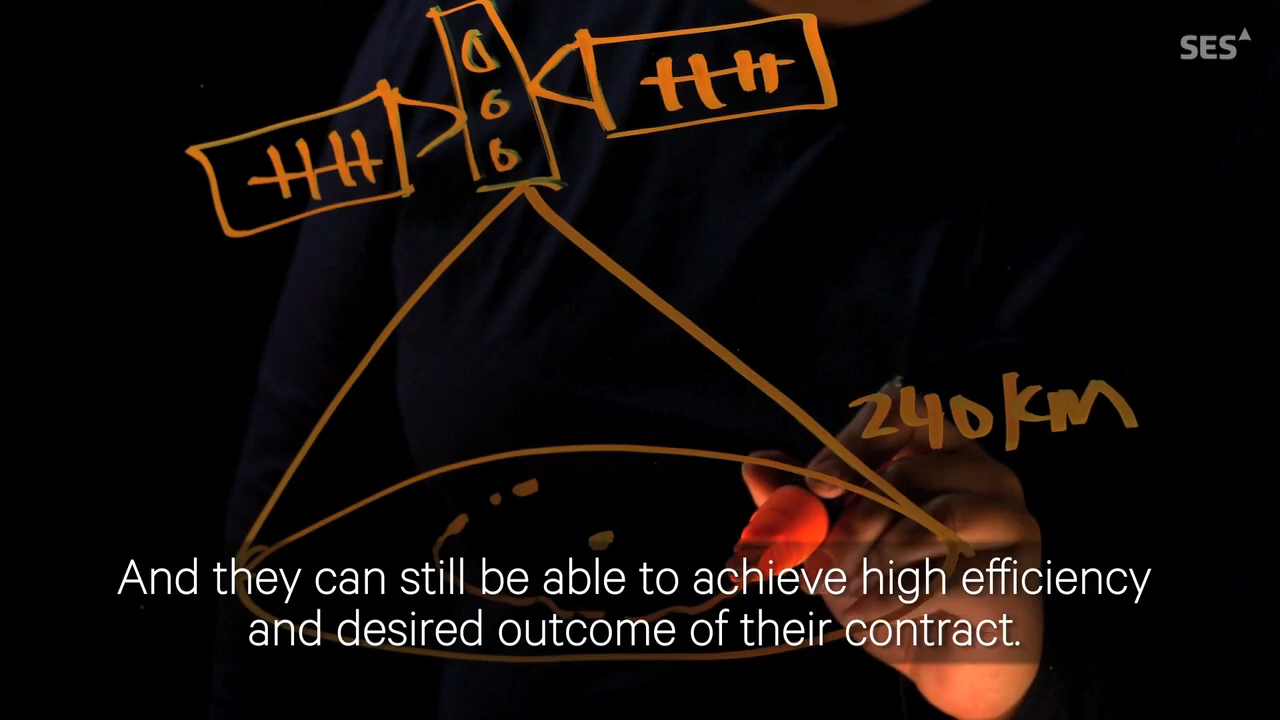 SES
240km
And they can still be able to achieve high efficiency
and desired outcome of their contract.